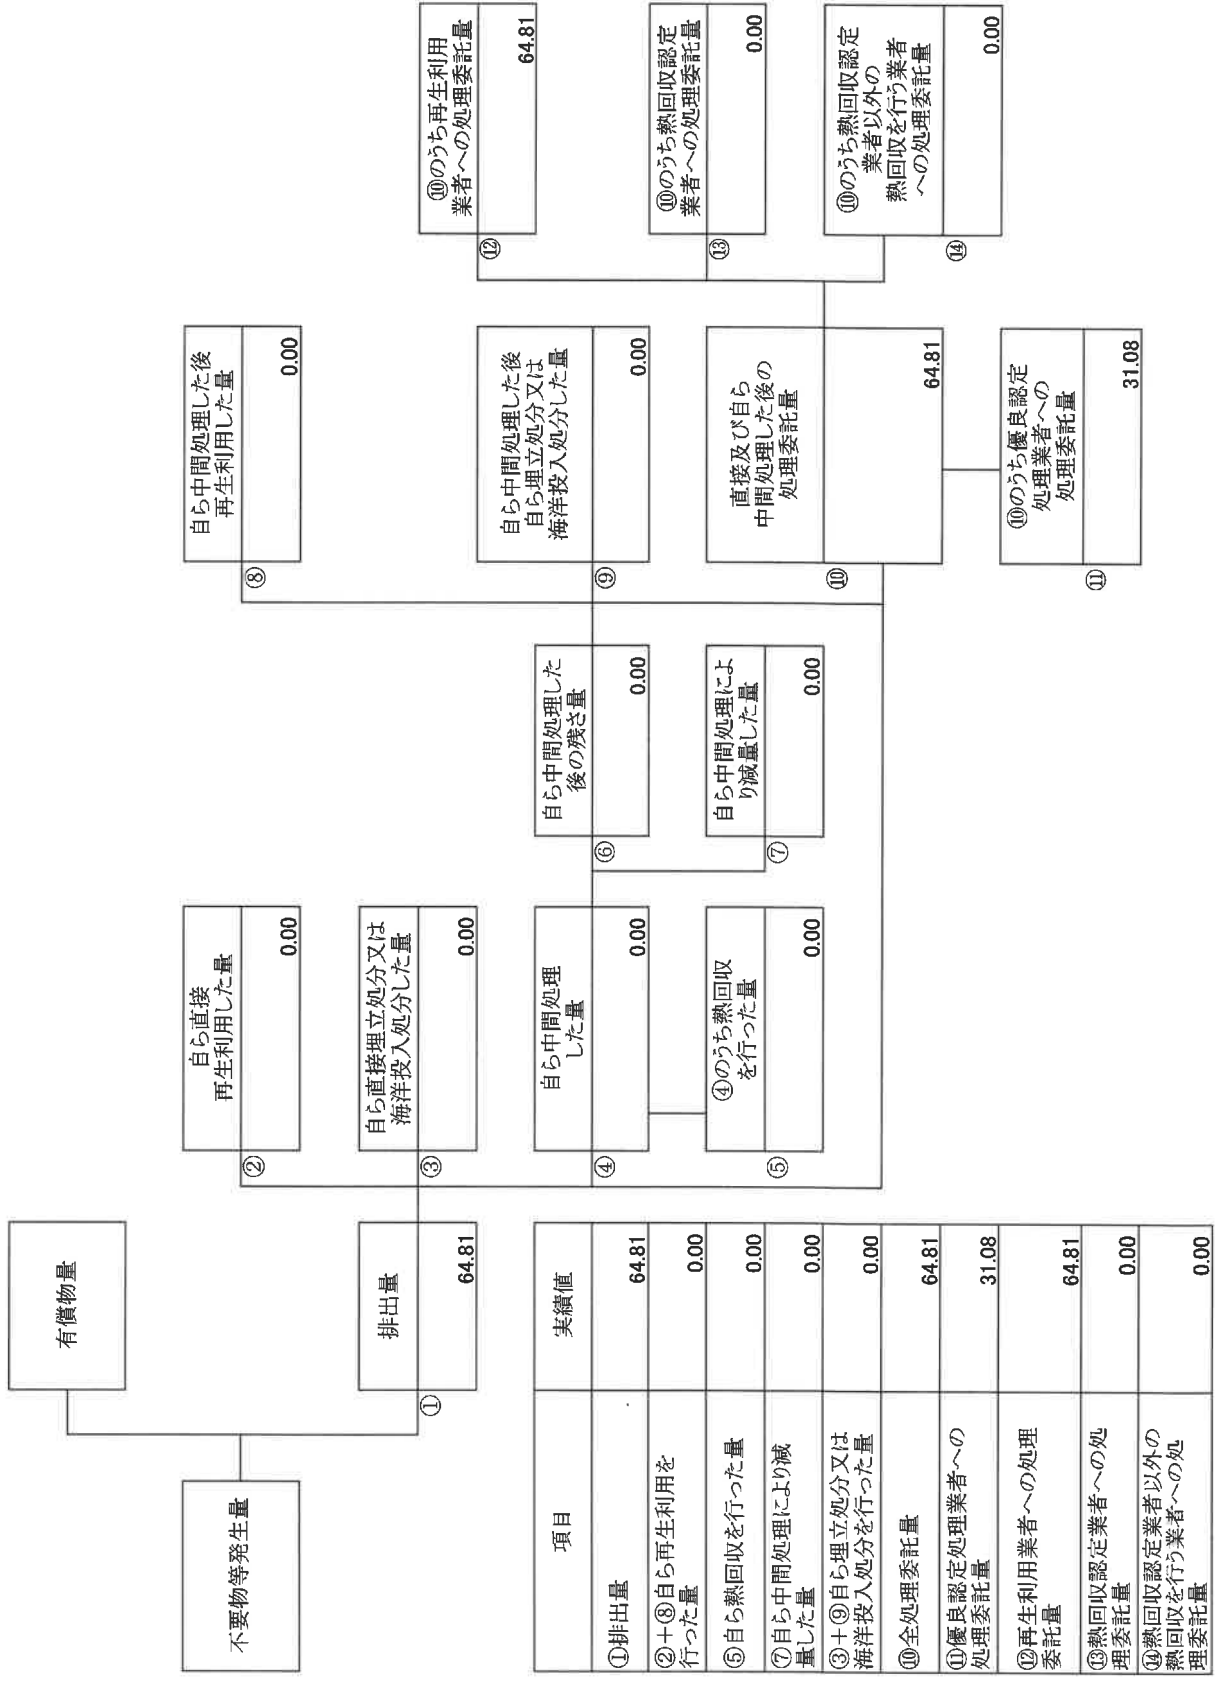 有償物量
不要物等発生量
排出量
①
64.81
自ら直接
再生利用した量
②
0.00
自ら直接埋立処分又は
海洋投入処分した量
③
0.00
自ら中間処理
した量
④
0.00
④のうち熱回収
を行った量
⑤
0.00
自ら中間処理した
後の残さ量
⑥
0.00
自ら中間処理によ
り減量した量
⑦
0.00
自ら中間処理した後
再生利用した量
⑧
0.00
自ら中間処理した後
自ら埋立処分又は
海洋投入処分した量
⑨
0.00
直接及び自ら
中間処理した後の
処理委託量
⑩
64.81
⑩のうち優良認定
処理業者への
処理委託量
⑪
31.08
⑩のうち再生利用
業者への処理委託量
⑫
64.81
⑩のうち熱回収認定
業者への処理委託量
⑬
0.00
⑩のうち熱回収認定
業者以外の
熱回収を行う業者
への処理委託量
⑭
0.00
項目 実績値
①排出量 64.81
②+⑧自ら再生利用を
行った量 0.00
⑤自ら熱回収を行った量 0.00
⑦自ら中間処理により減
量した量 0.00
③+⑨自ら埋立処分又は
海洋投入処分を行った量 0.00
⑩全処理委託量 64.81
⑪優良認定処理業者への
処理委託量 31.08
⑫再生利用業者への処理
委託量 64.81
⑬熱回収認定業者への処
理委託量 0.00
⑭熱回収認定業者以外の
熱回収を行う業者への処
理委託量 0.00